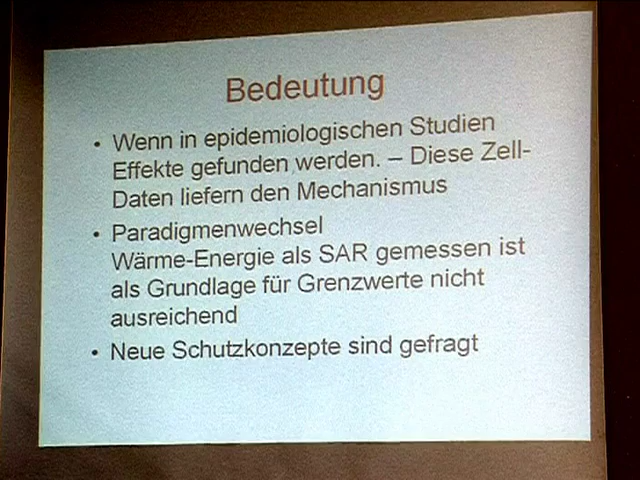 Bedeutung
• Wenn in epidemiologischen Studien
Effekte gefunden werden. – Diese Zell-
Daten liefern den Mechanismus
• Paradigmenwechsel
Wärme-Energie als SAR gemessen ist
als Grundlage für Grenzwerte nicht
ausreichend
• Neue Schutzkonzepte sind gefragt